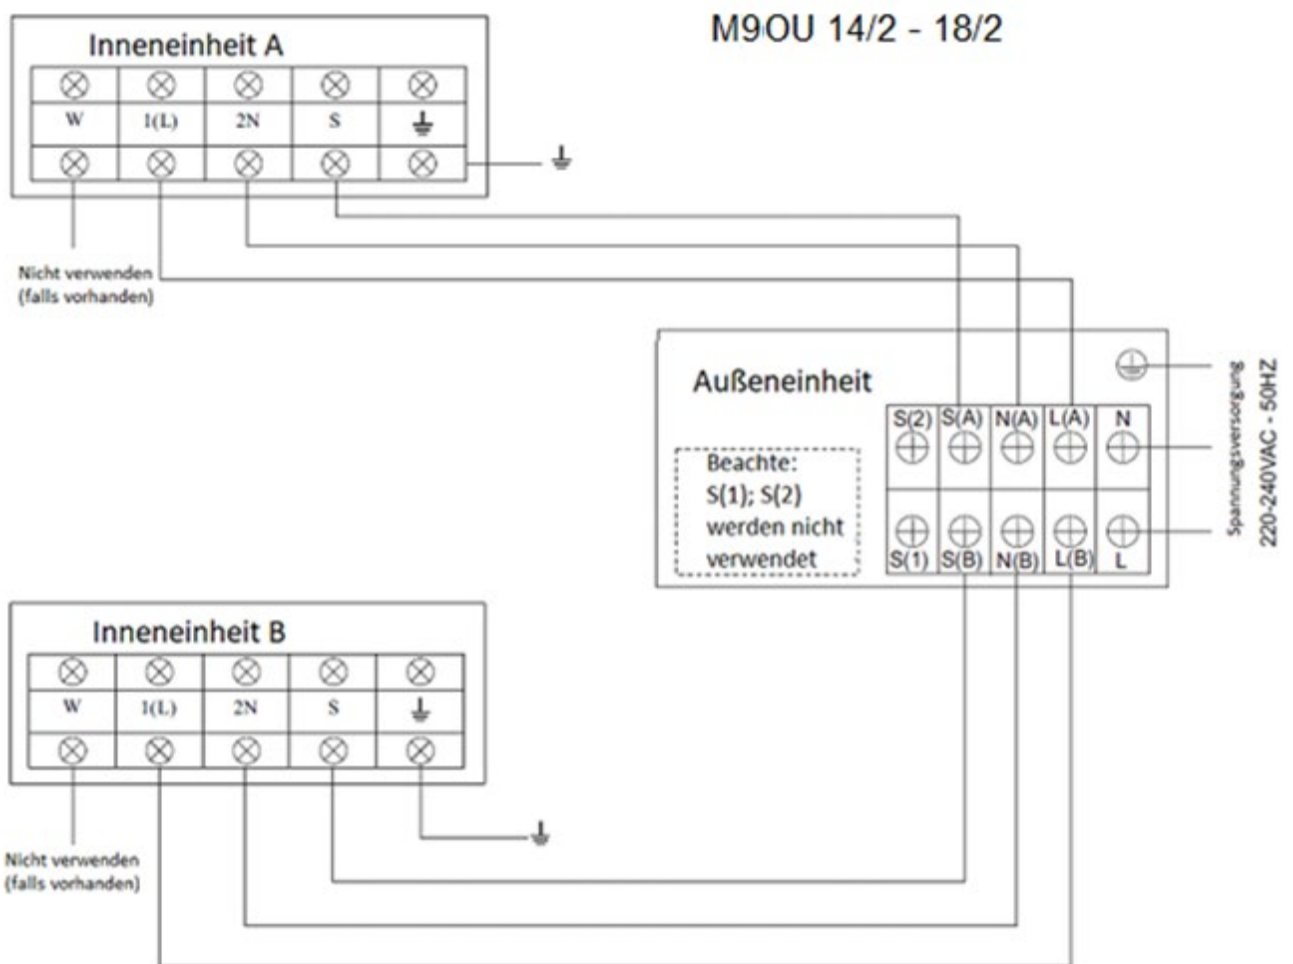 M9OU 14/2 - 18/2
Inneneinheit A
W 1(L) 2N S
Nicht verwenden
(falls vorhanden)
Außeneinheit
S(2) S(A) N(A) L(A) N
Beachte:
S(1); S(2)
werden nicht
verwendet
S(1) S(B) N(B) L(B) L
Spannungsversorgung
220-240VAC - 50HZ
Inneneinheit B
W 1(L) 2N S
Nicht verwenden
(falls vorhanden)